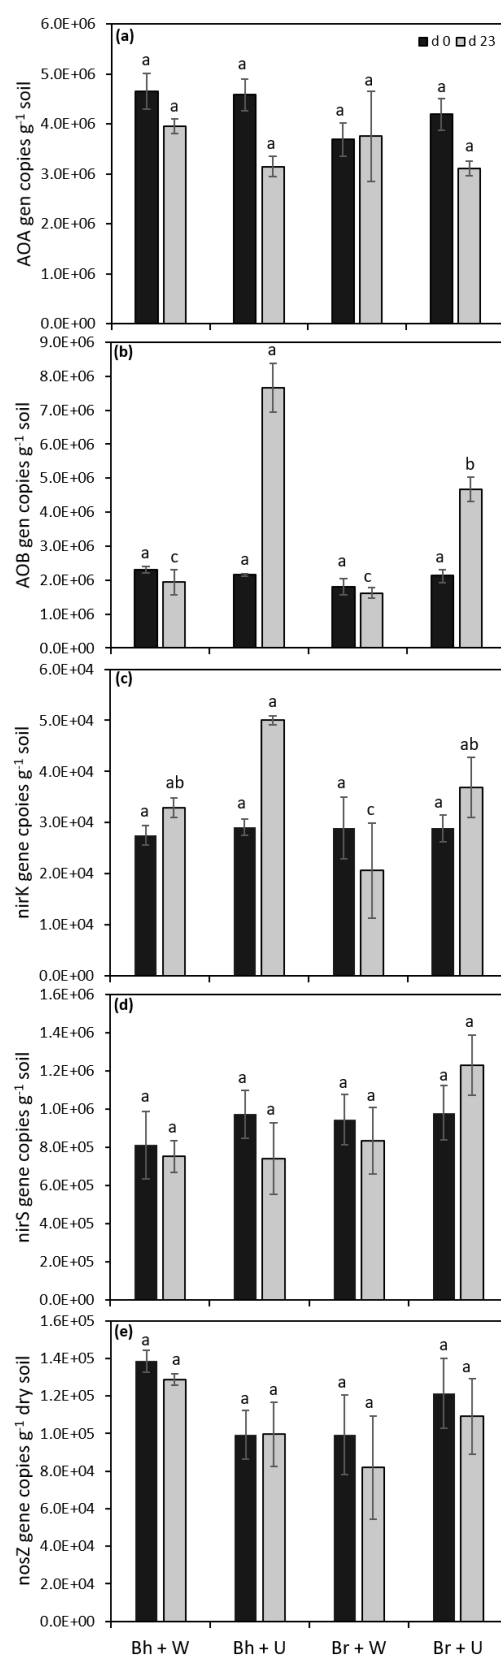 (a)
d 0 d 23
AOA gen copies g-1 soil
6.0E+06
5.0E+06
4.0E+06
3.0E+06
2.0E+06
1.0E+06
0.0E+00
a a a a a a a a
(b)
AOB gen copies g-1 soil
9.0E+06
8.0E+06
7.0E+06
6.0E+06
5.0E+06
4.0E+06
3.0E+06
2.0E+06
1.0E+06
0.0E+00
a c a a a c a b
(c)
nirK gene cpoies g-1 soil
6.0E+04
5.0E+04
4.0E+04
3.0E+04
2.0E+04
1.0E+04
0.0E+00
a ab a a a c a ab
(d)
nirS gene copies g-1 soil
1.6E+06
1.4E+06
1.2E+06
1.0E+06
8.0E+05
6.0E+05
4.0E+05
2.0E+05
0.0E+00
a a a a a a a a
(e)
nosZ gene copies g-1 dry soil
1.6E+05
1.4E+05
1.2E+05
1.0E+05
8.0E+04
6.0E+04
4.0E+04
2.0E+04
0.0E+00
a a a a a a a a
Bh + W Bh + U Br + W Br + U